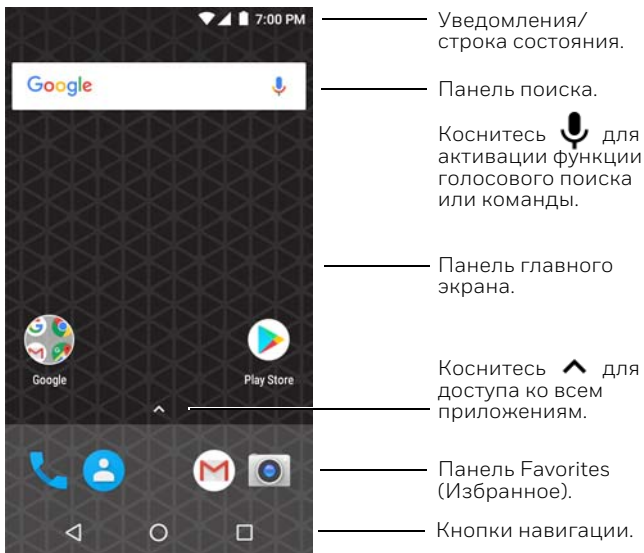 7:00 PM
Уведомления/
строка состояния.
Google
Панель поиска.
Коснитесь для
активации функции
голосового поиска
или команды.
Панель главного
экрана.
Google
Play Store
Коснитесь для
доступа ко всем
приложениям.
Панель Favorites
(Избранное).
Кнопки навигации.